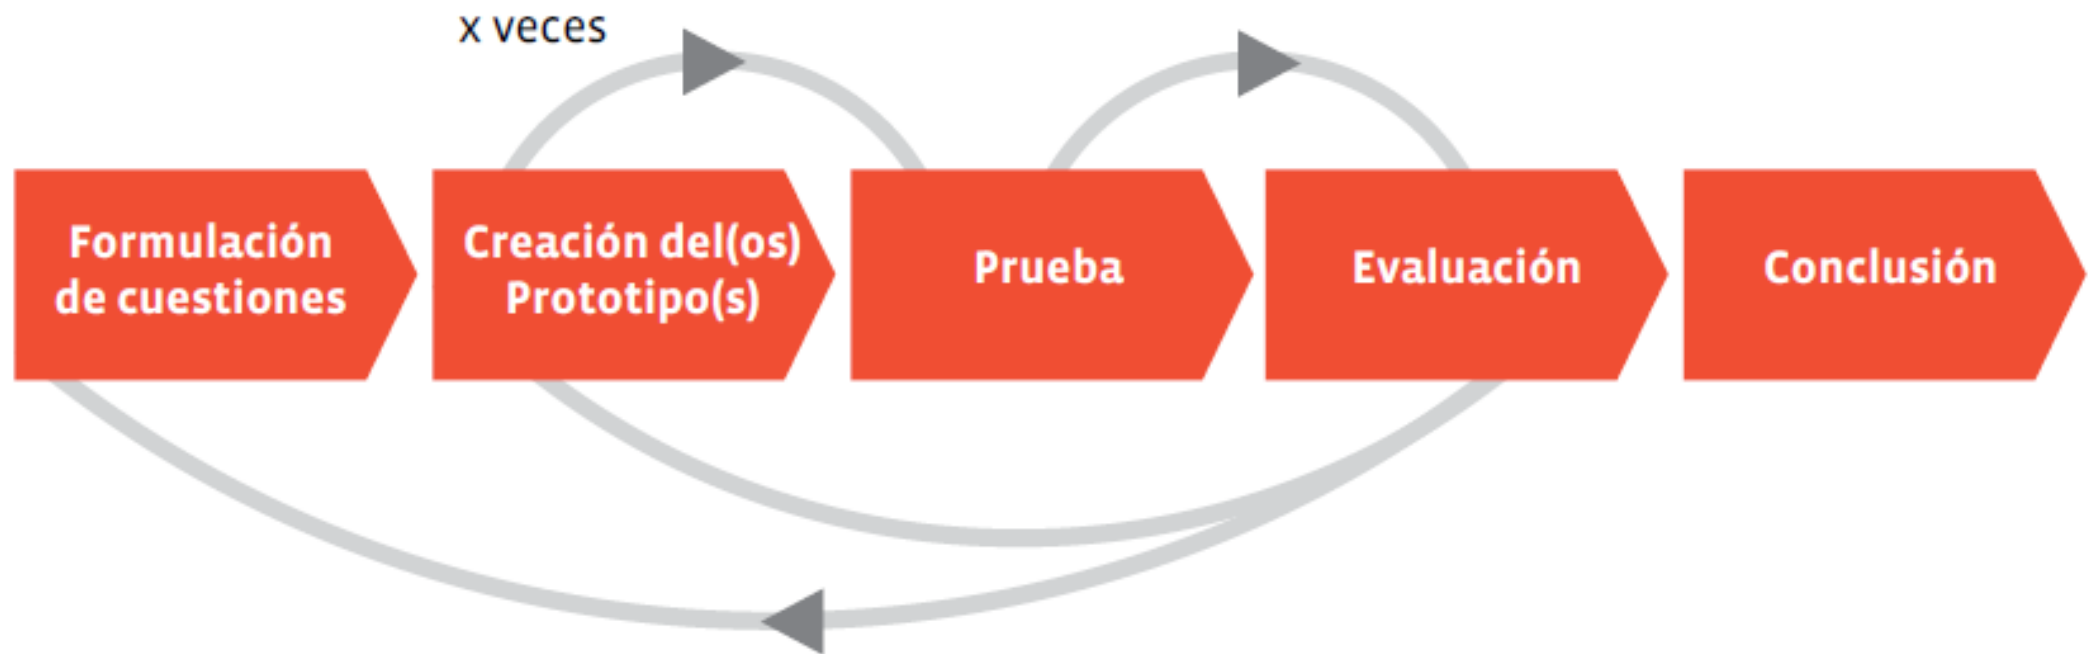 x veces
Formulación
de cuestiones
Creación del(os)
Prototipo(s)
Prueba
Evaluación
Conclusión